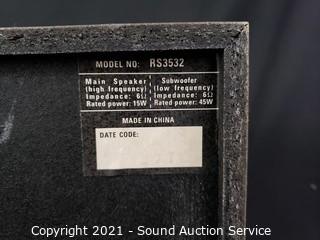 MODEL NO: RS3532
Main Speaker
(high frequency)
Impedance: 6Ω
Rated power: 15W
Subwoofer
(low frequency)
Impedance: 6Ω
Rated power: 45W
MADE IN CHINA
DATE CODE:
Copyright 2021 - Sound Auction Service